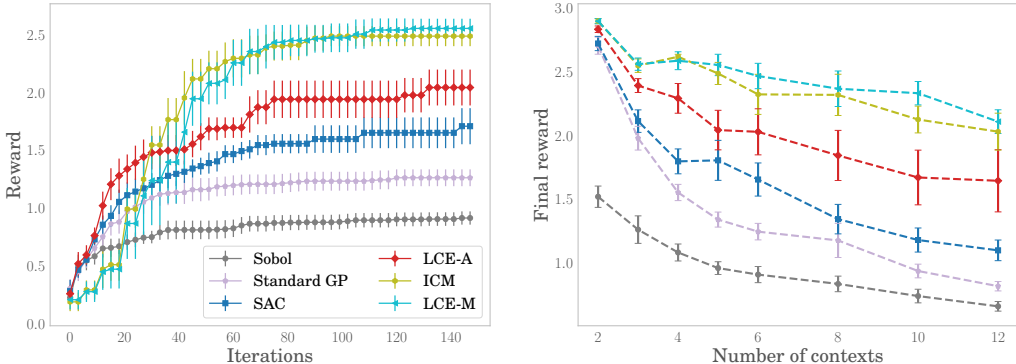 2.5
2.0
1.5
1.0
0.5
0.0
Reward
0 20 40 60 80 100 120 140
Iterations
Sobol
Standard GP
SAC
LCE-A
ICM
LCE-M
3.0
2.5
2.0
1.5
1.0
Final reward
2 4 6 8 10 12
Number of contexts